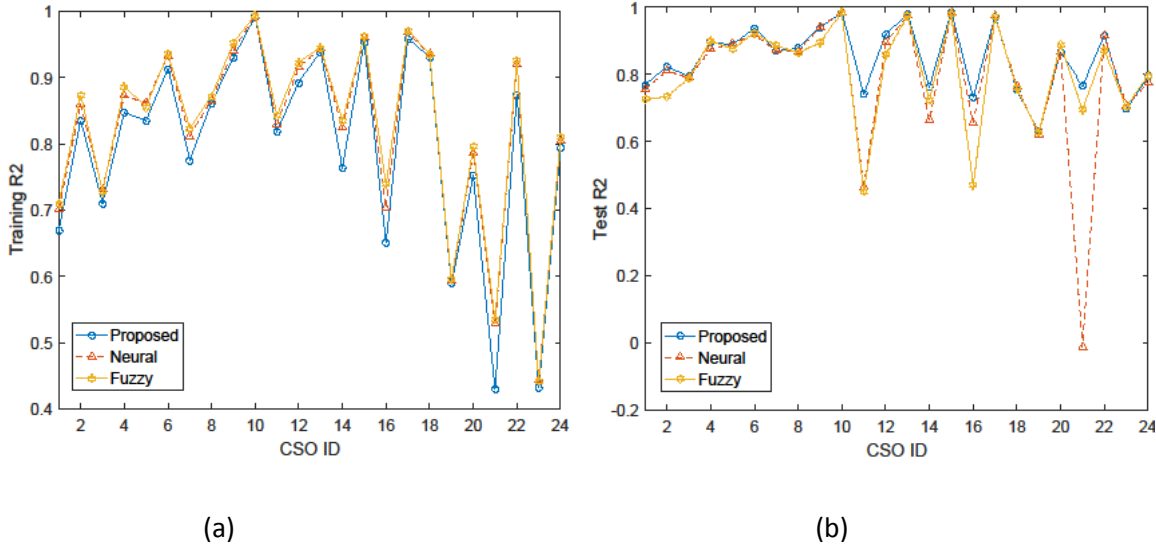 1
0.9
0.8
0.7
0.6
0.5
0.4
Training R2
2 4 6 8 10 12 14 16 18 20 22 24
CSO ID
Proposed
Neural
Fuzzy
(a)
1
0.8
0.6
0.4
0.2
0
-0.2
Test R2
2 4 6 8 10 12 14 16 18 20 22 24
CSO ID
Proposed
Neural
Fuzzy
(b)